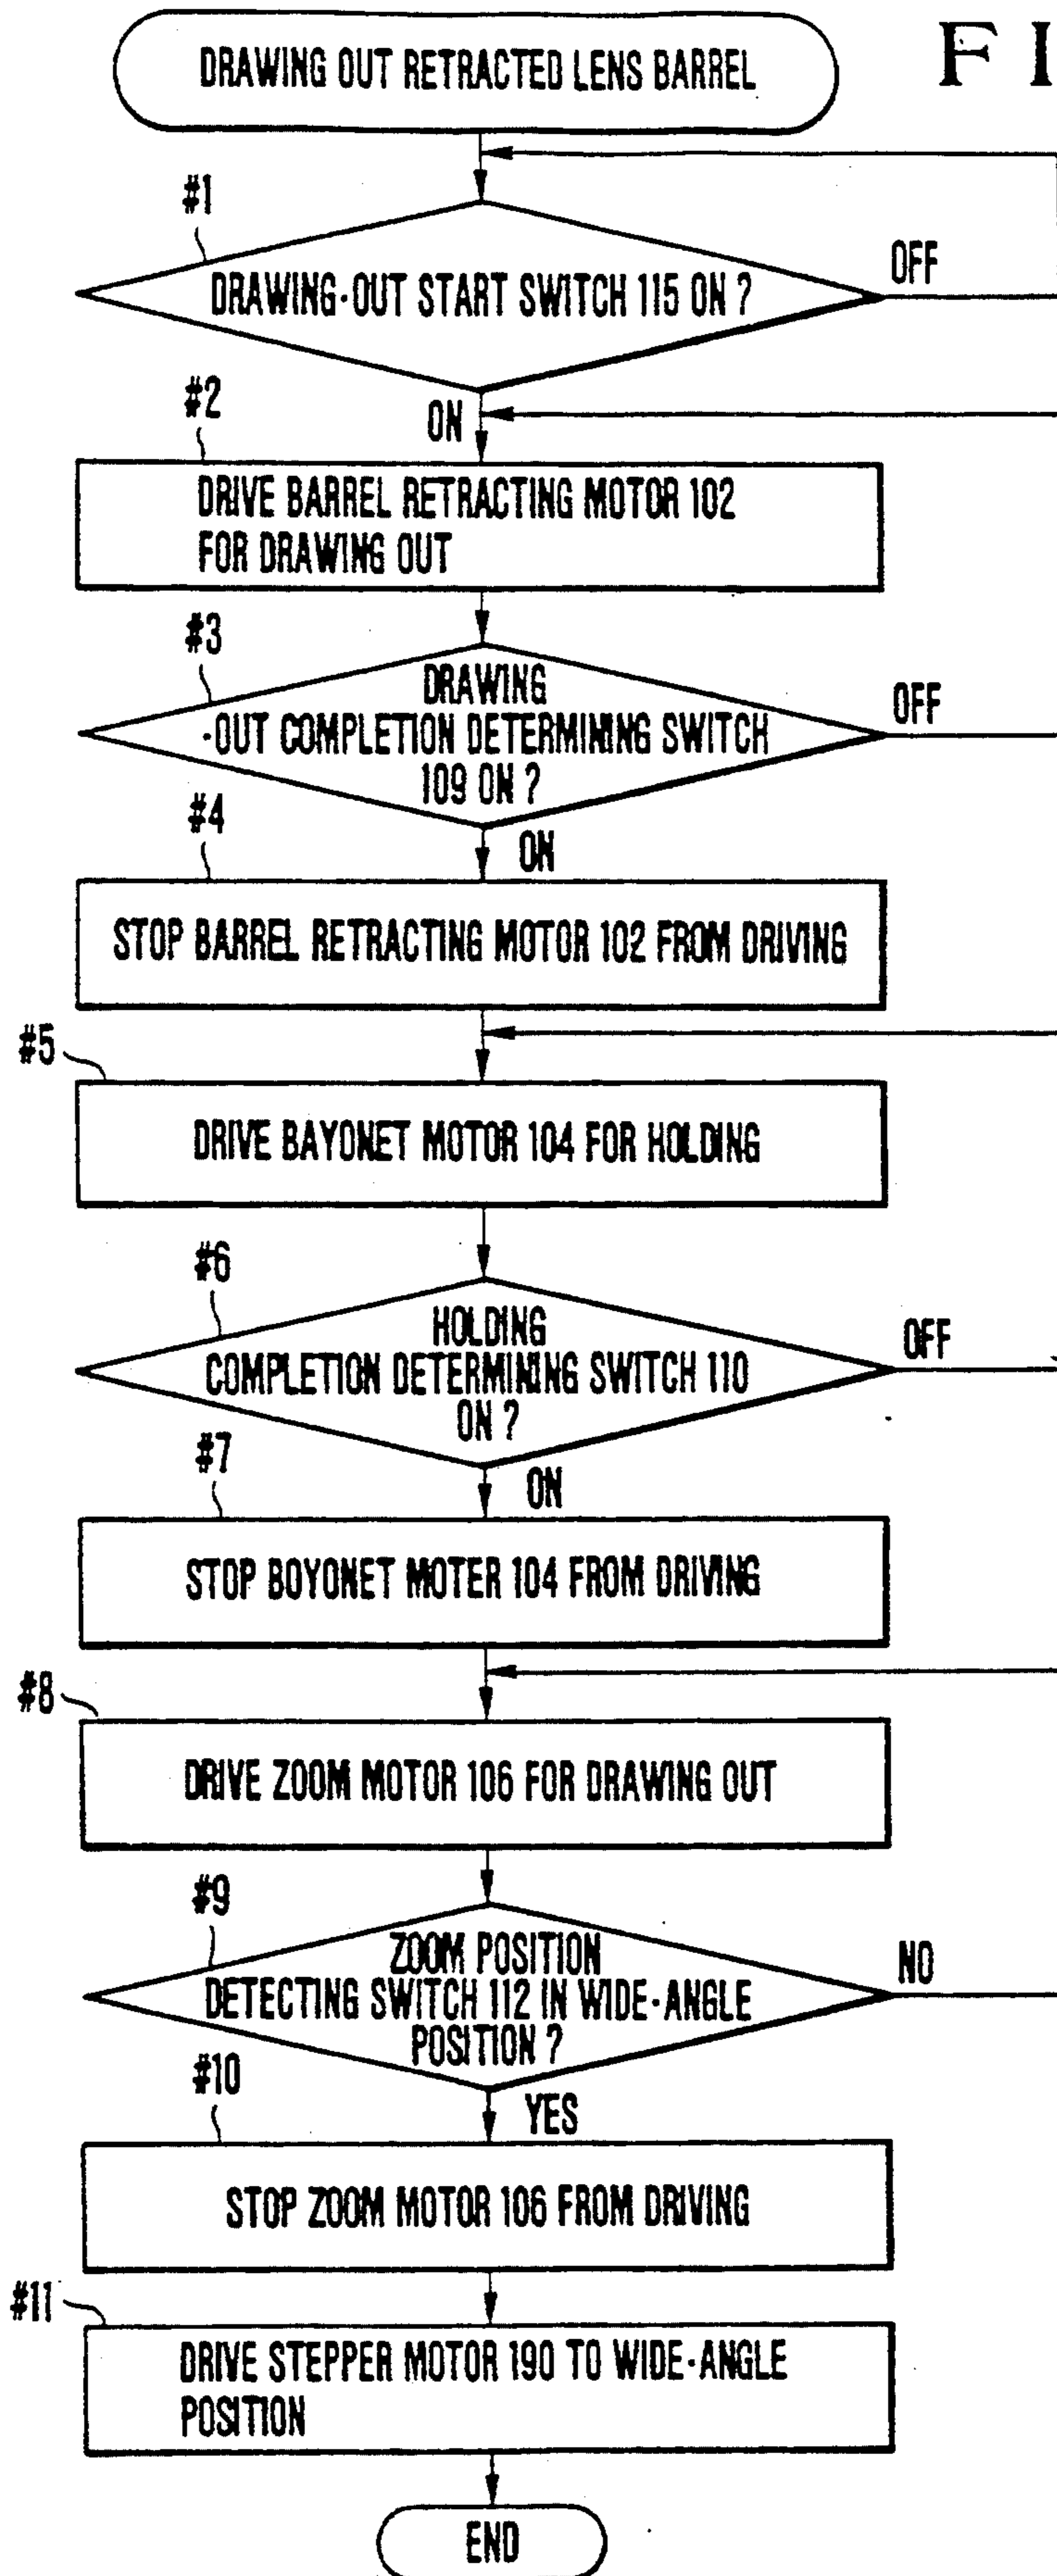 FI
DRAWING OUT RETRACTED LENS BARREL
#1
DRAWING-OUT START SWITCH 115 ON ?
OFF
ON
#2
DRIVE BARREL RETRACTING MOTOR 102
FOR DRAWING OUT
#3
DRAWING
-OUT COMPLETION DETERMINING SWITCH
109 ON ?
OFF
ON
#4
STOP BARREL RETRACTING MOTOR 102 FROM DRIVING
#5
DRIVE BAYONET MOTOR 104 FOR HOLDING
#6
HOLDING
COMPLETION DETERMINING SWITCH 110
ON ?
OFF
ON
#7
STOP BOYONET MOTER 104 FROM DRIVING
#8
DRIVE ZOOM MOTOR 106 FOR DRAWING OUT
#9
ZOOM POSITION
DETECTING SWITCH 112 IN WIDE-ANGLE
POSITION ?
NO
YES
#10
STOP ZOOM MOTOR 106 FROM DRIVING
#11
DRIVE STEPPER MOTOR 190 TO WIDE-ANGLE
POSITION
END